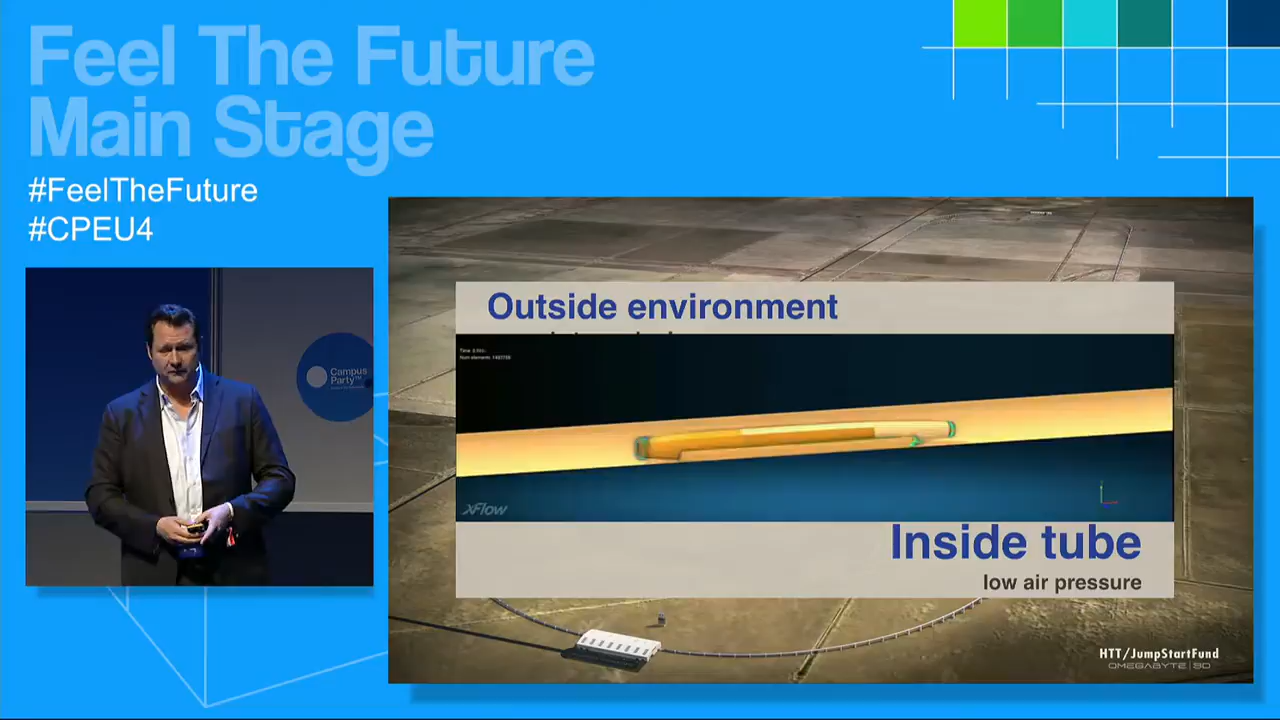 Feel The Future
Main Stage
#FeelTheFuture
#CPEU4
Campus
Party™
Outside environment
xFlow
Inside tube
low air pressure
HTT/JumpStartFund
OMEGABYTE|3D